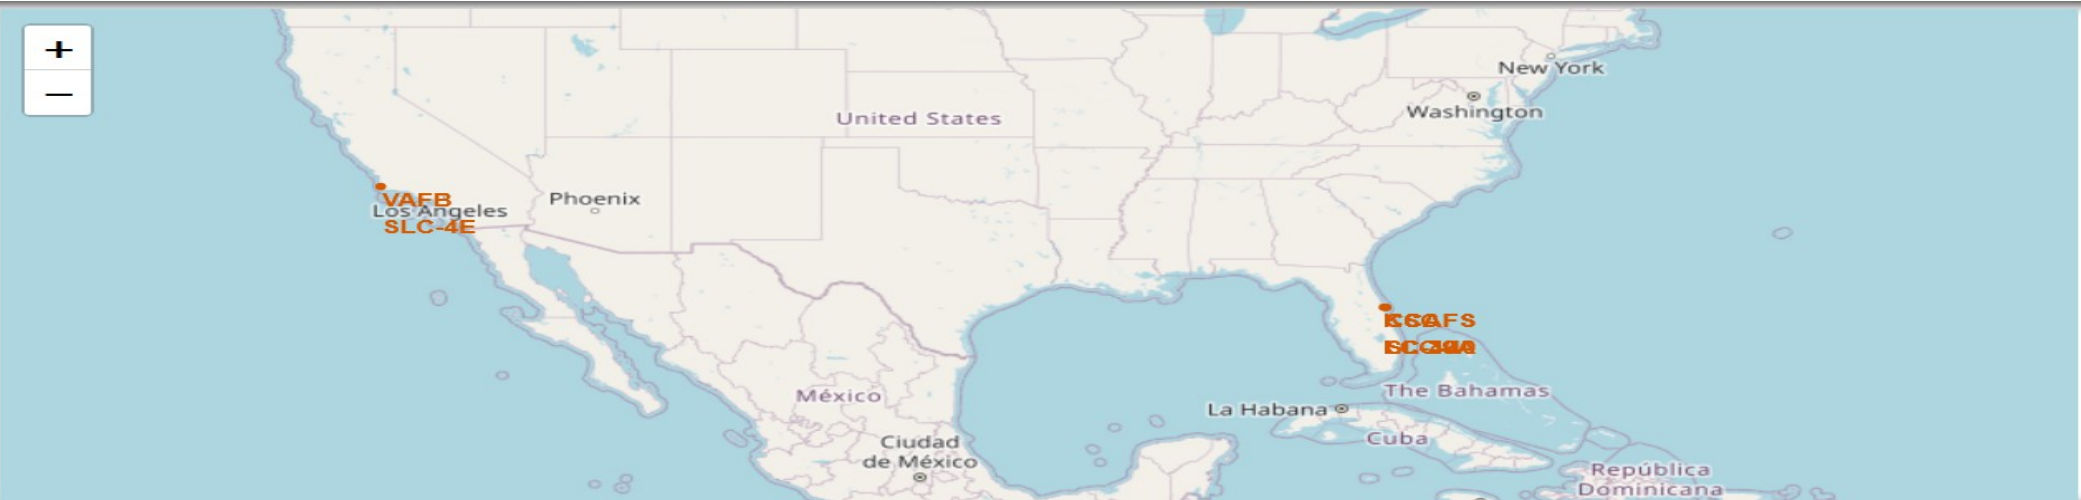 +
−
New York
Washington
United States
VAFB
Los Angeles
SLC-4E
Phoenix
México
La Habana
The Bahamas
Cuba
Ciudad
de México
República
Dominicana